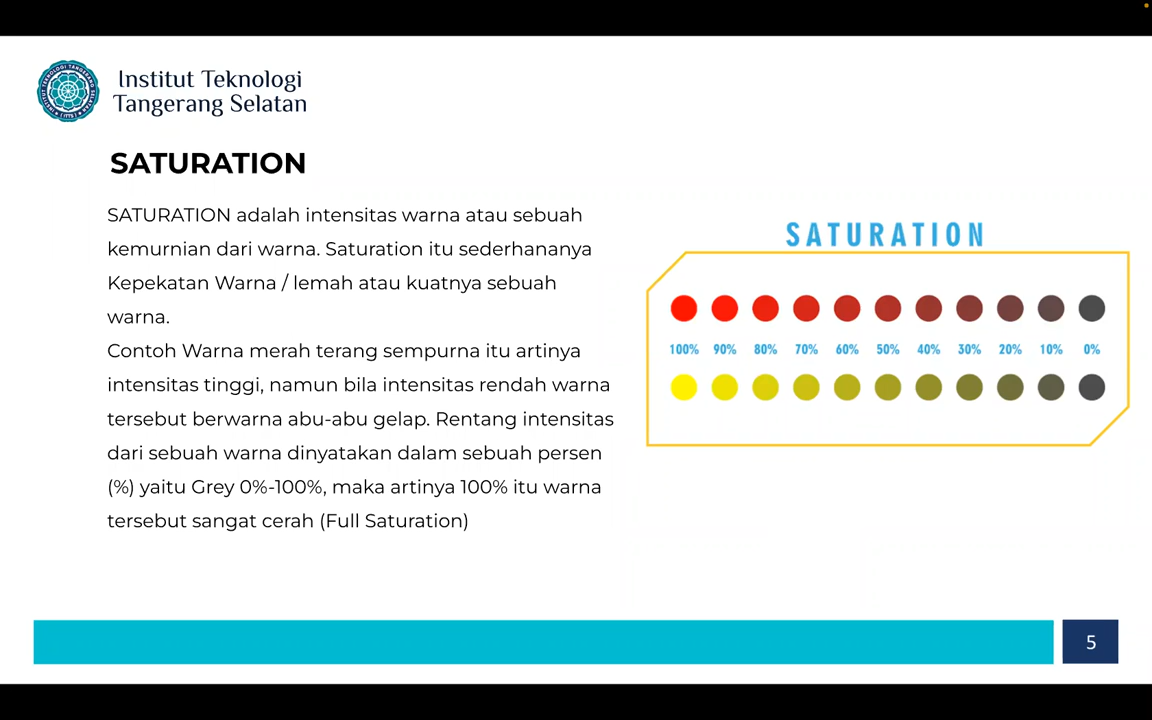 Institut Teknologi
Tangerang Selatan
SATURATION
SATURATION adalah intensitas warna atau sebuah
kemurnian dari warna. Saturation itu sederhananya
Kepekatan Warna / lemah atau kuatnya sebuah
warna.
Contoh Warna merah terang sempurna itu artinya
intensitas tinggi, namun bila intensitas rendah warna
tersebut berwarna abu-abu gelap. Rentang intensitas
dari sebuah warna dinyatakan dalam sebuah persen
(%) yaitu Grey 0%-100%, maka artinya 100% itu warna
tersebut sangat cerah (Full Saturation)
SATURATION
100% 90% 80% 70% 60% 50% 40% 30% 20% 10% 0%
5